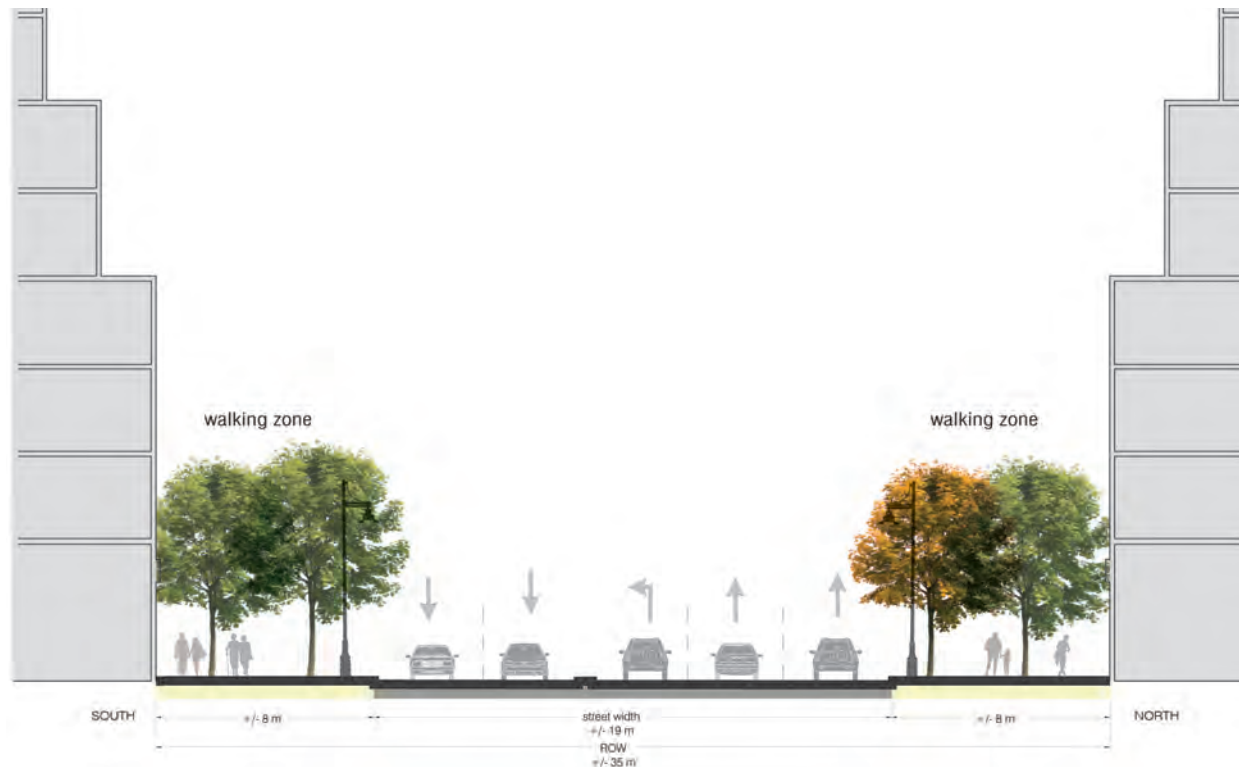 walking zone
walking zone
SOUTH
+/- 8 m
street width
+/- 19 m
+/- 8 m
NORTH
ROW
+/- 35 m